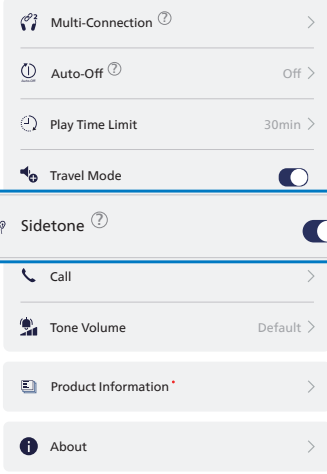 Multi-Connection ?
Auto-Off ? Off
Play Time Limit 30min
Travel Mode
Sidetone ?
Call
Tone Volume Default
Product Information
About